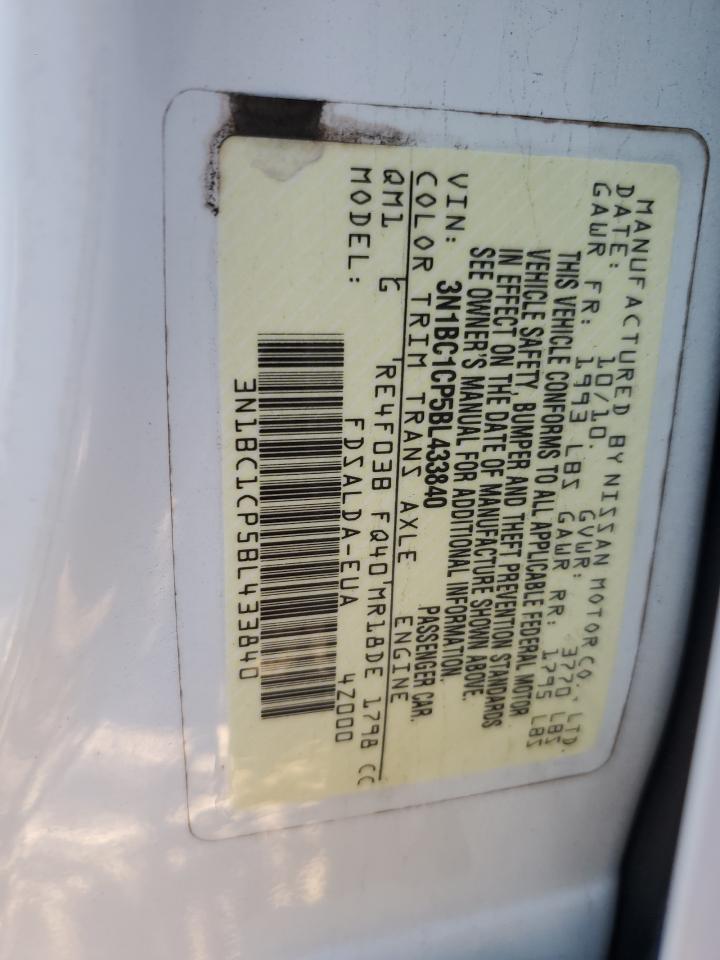 MANUFACTURED BY NISSAN MOTOR CO., LTD.
DATE: 10/10. GVWR: 3770 LBS
GAWR FR: 1993 LBS GAWR RR: 1795 LBS
THIS VEHICLE CONFORMS TO ALL APPLICABLE FEDERAL MOTOR
VEHICLE SAFETY, BUMPER AND THEFT PREVENTION STANDARDS
IN EFFECT ON THE DATE OF MANUFACTURE SHOWN ABOVE.
SEE OWNER'S MANUAL FOR ADDITIONAL INFORMATION.
VIN: 3N1BC1CP5BL433840 PASSENGER CAR.
COLOR TRIM TRANS AXLE ENGINE
QM1 G RE4F03B FQ40 MR18DE 1798 CC
MODEL: FDSALDA-EUA 4Z000
3N1BC1CP5BL433840